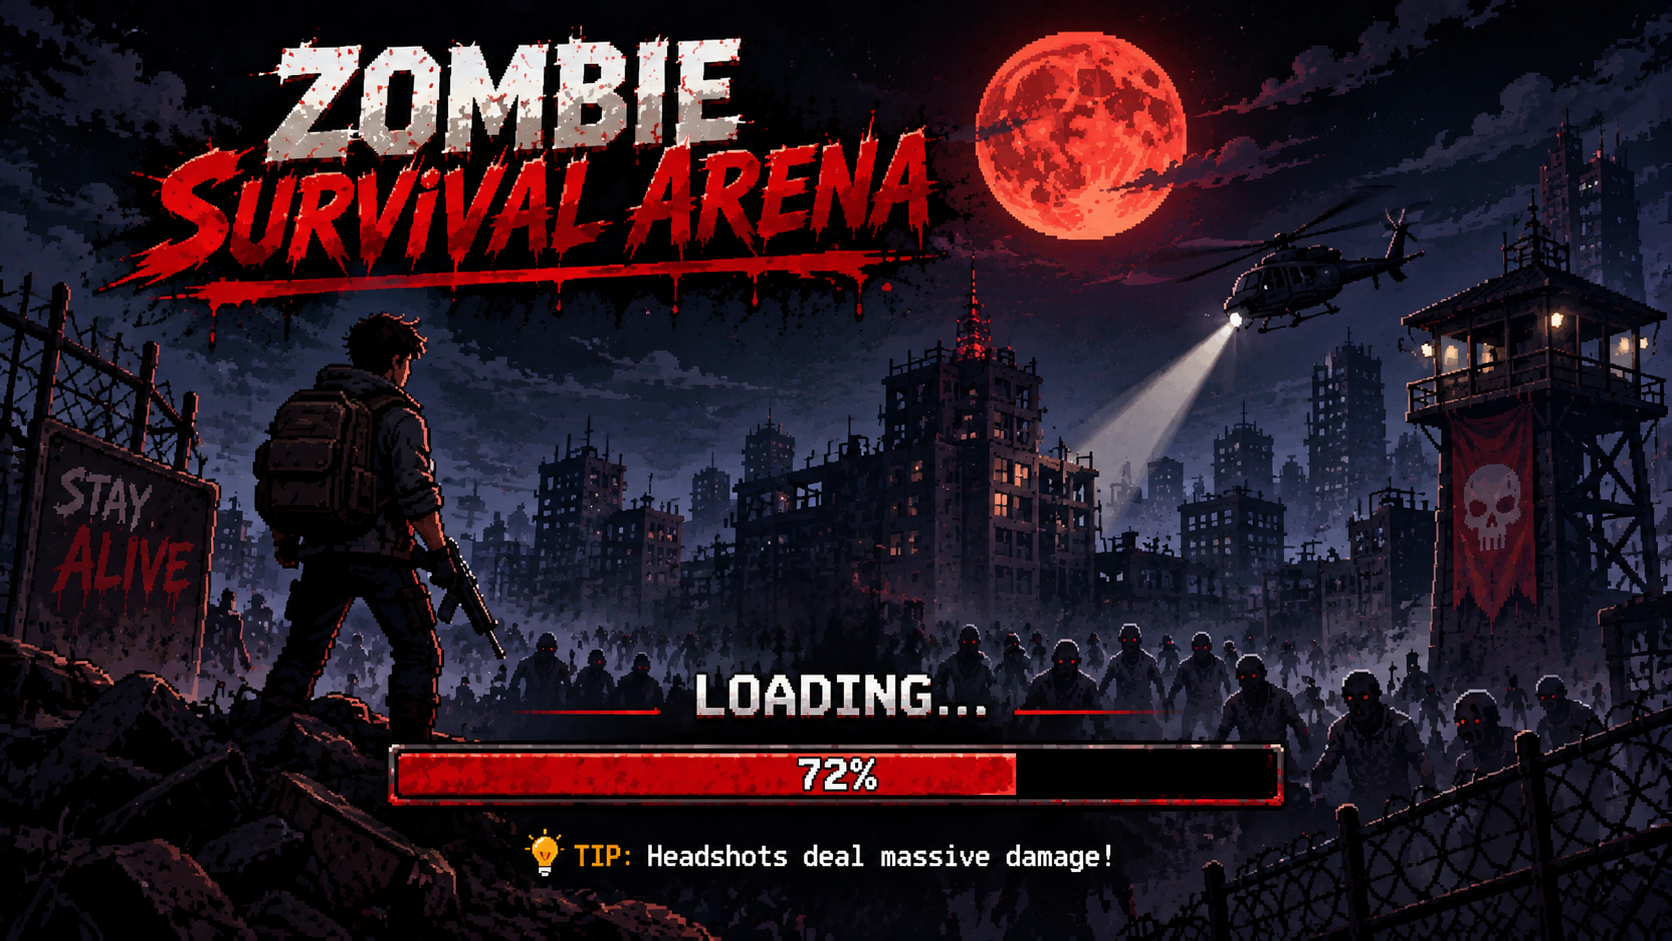 ZOMBIE
SURViVAL ARENA
STAY
ALIVE
LOADING...
72%
TIP: Headshots deal massive damage!